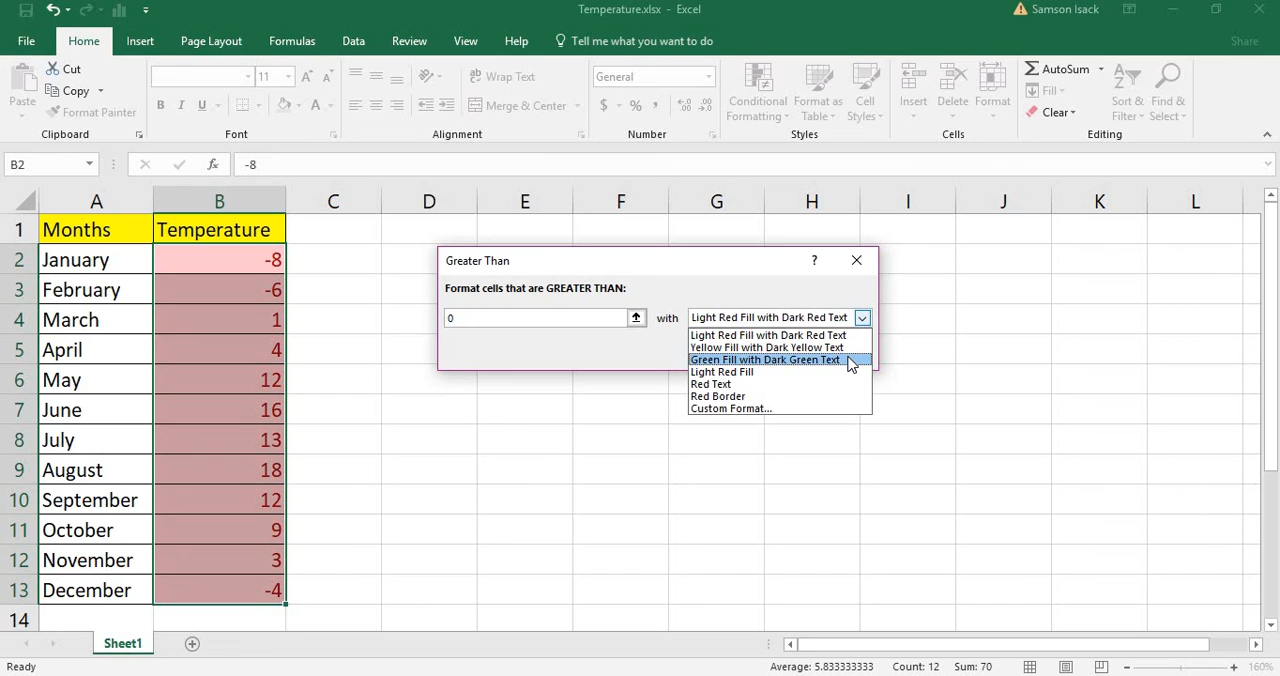 Temperature.xlsx - Excel
Samson Isack
File Home Insert Page Layout Formulas Data Review View Help Tell me what you want to do Share
Paste Cut Copy Format Painter Clipboard
11 B I U A Font
Wrap Text Merge & Center Alignment
General $ % , Number
Conditional Formatting Format as Table Cell Styles Styles
Insert Delete Format Cells
AutoSum Fill Clear Sort & Filter Find & Select Editing
B2 fx -8
A B C D E F G H I J K L
1 Months Temperature
2 January -8
3 February -6
4 March 1
5 April 4
6 May 12
7 June 16
8 July 13
9 August 18
10 September 12
11 October 9
12 November 3
13 December -4
14
Greater Than ?
Format cells that are GREATER THAN:
0 with Light Red Fill with Dark Red Text
Light Red Fill with Dark Red Text
Yellow Fill with Dark Yellow Text
Green Fill with Dark Green Text
Light Red Fill
Red Text
Red Border
Custom Format...
Sheet1
Ready Average: 5.833333333 Count: 12 Sum: 70 160%